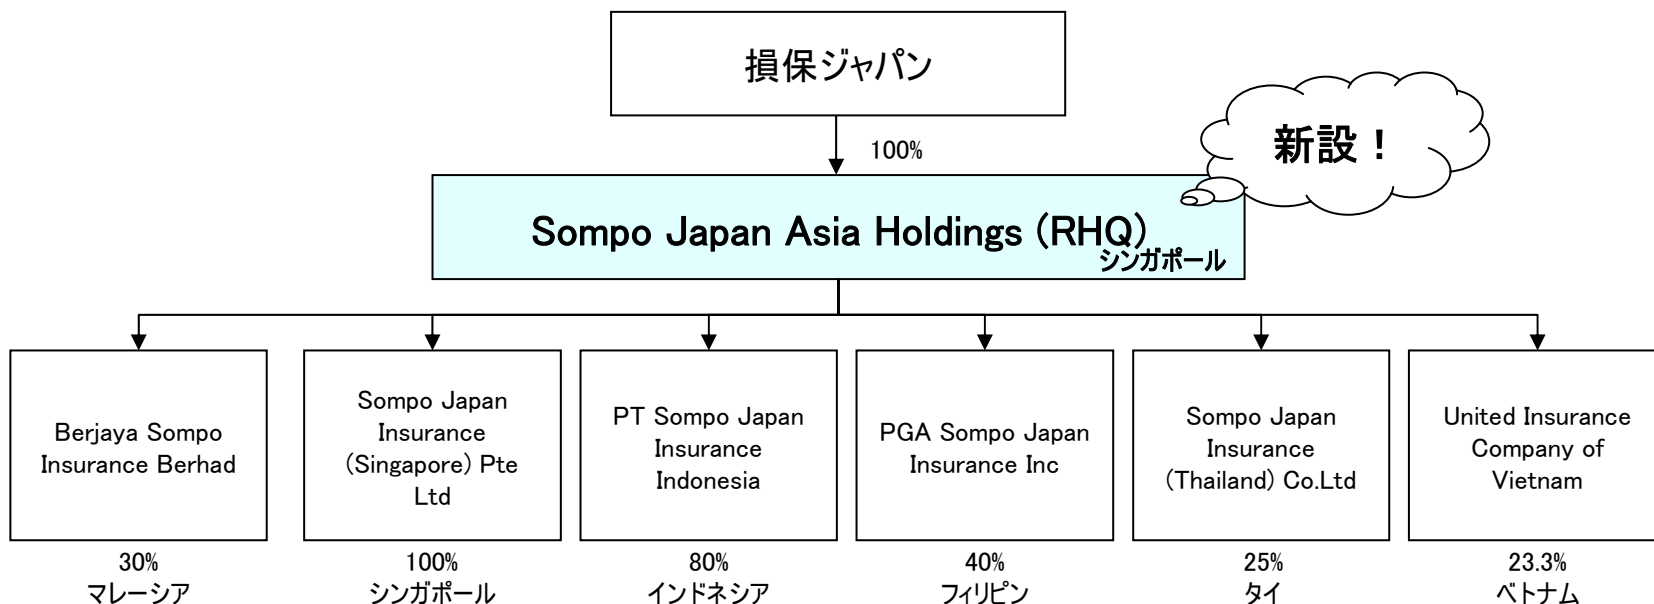 損保ジャパン
100%
新設！
Sompo Japan Asia Holdings (RHQ)
シンガポール
Berjaya Sompo
Insurance Berhad
Sompo Japan
Insurance
(Singapore) Pte
Ltd
PT Sompo Japan
Insurance
Indonesia
PGA Sompo Japan
Insurance Inc
Sompo Japan
Insurance
(Thailand) Co.Ltd
United Insurance
Company of
Vietnam
30%
マレーシア
100%
シンガポール
80%
インドネシア
40%
フィリピン
25%
タイ
23.3%
ベトナム